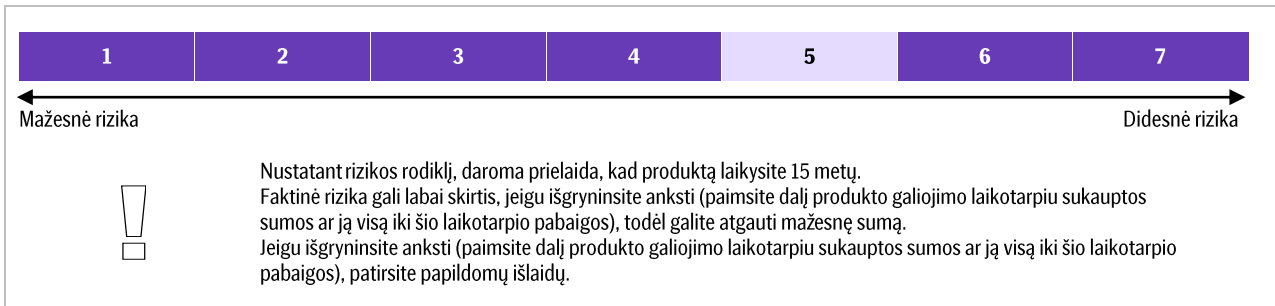 1 2 3 4 5 6 7
Mažesnė rizika Didesnė rizika
Nustatant rizikos rodiklį, daroma prielaida, kad produktą laikysite 15 metų.
Faktinė rizika gali labai skirtis, jeigu išgryninsite anksti (paimsite dalį produkto galiojimo laikotarpiu sukauptos
sumos ar ją visą iki šio laikotarpio pabaigos), todėl galite atgauti mažesnę sumą.
Jeigu išgryninsite anksti (paimsite dalį produkto galiojimo laikotarpiu sukauptos sumos ar ją visą iki šio laikotarpio
pabaigos), patirsite papildomų išlaidų.